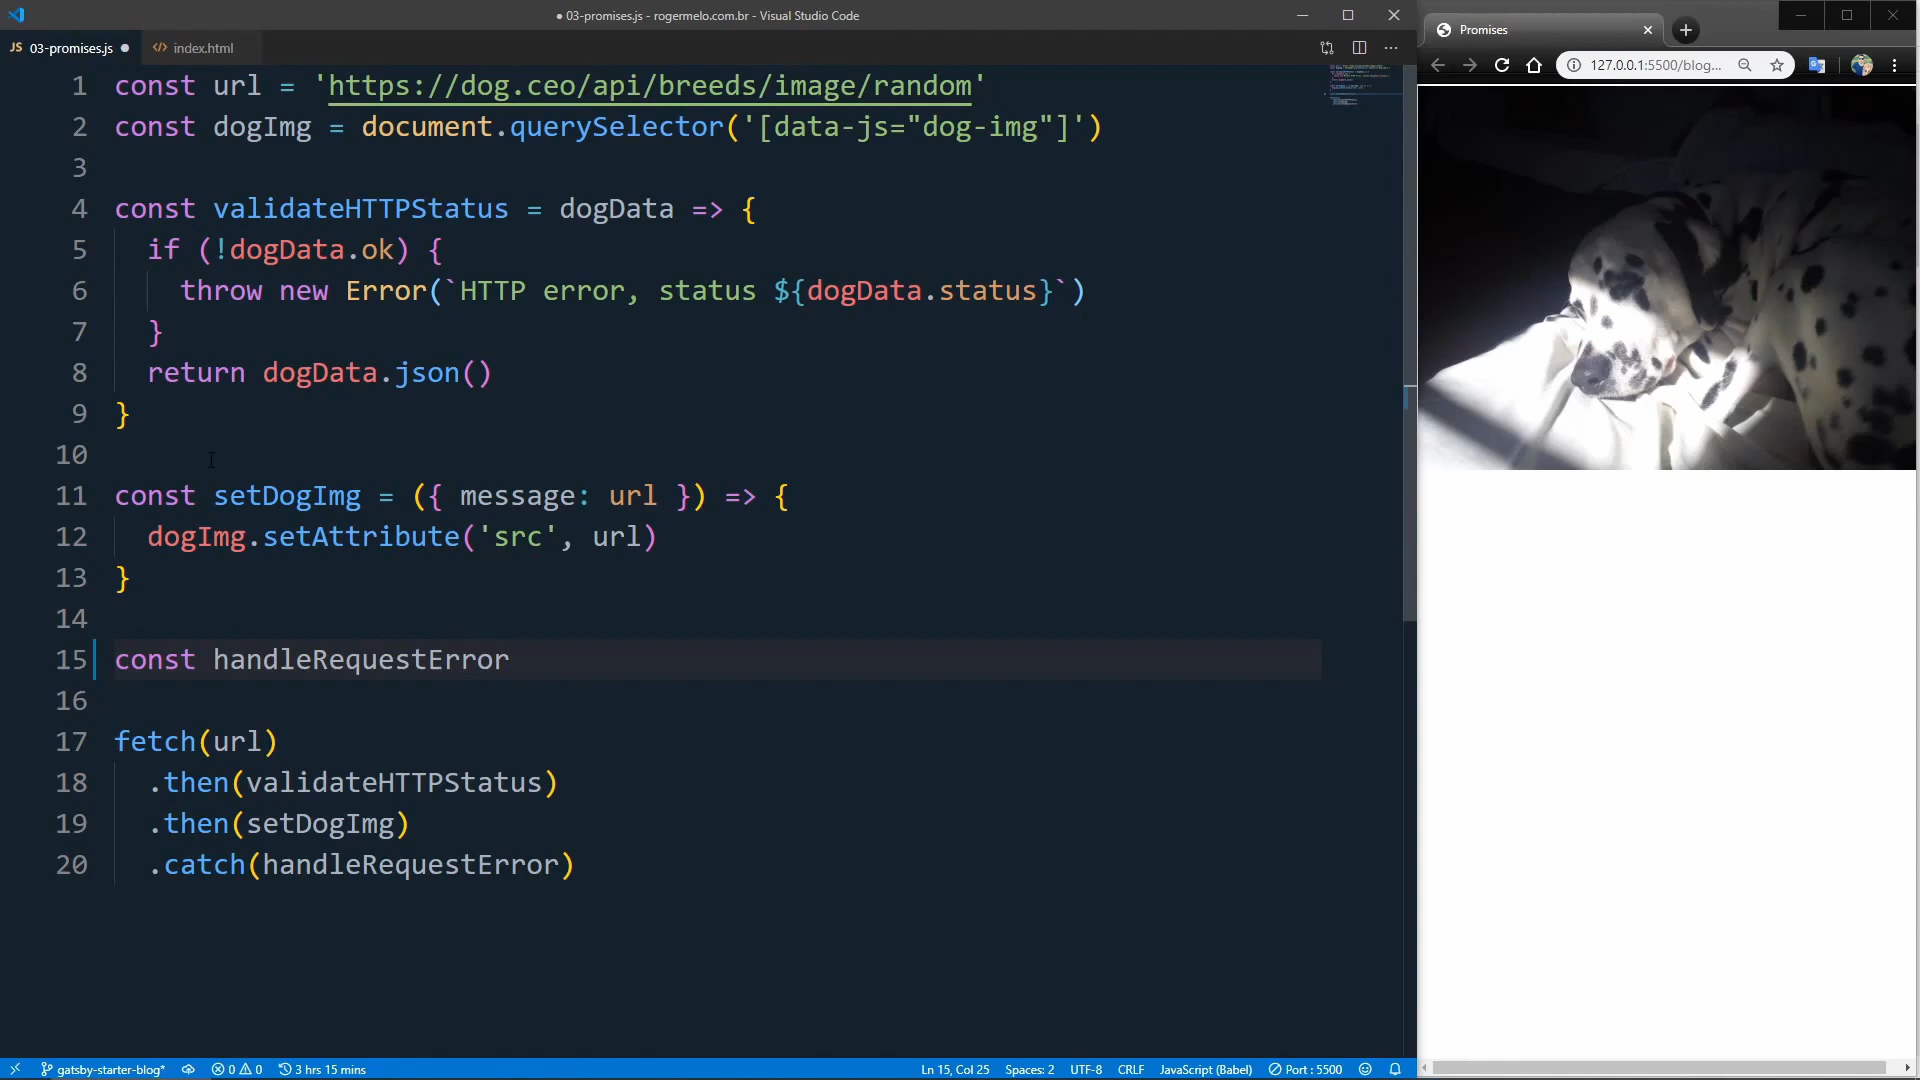 ● 03-promises.js - rogermelo.com.br - Visual Studio Code
JS 03-promises.js ●
<> index.html
1 const url = 'https://dog.ceo/api/breeds/image/random'
2 const dogImg = document.querySelector('[data-js="dog-img"]')
3
4 const validateHTTPStatus = dogData => {
5 if (!dogData.ok) {
6 throw new Error(`HTTP error, status ${dogData.status}`)
7 }
8 return dogData.json()
9 }
10
11 const setDogImg = ({ message: url }) => {
12 dogImg.setAttribute('src', url)
13 }
14
15 const handleRequestError
16
17 fetch(url)
18 .then(validateHTTPStatus)
19 .then(setDogImg)
20 .catch(handleRequestError)
gatsby-starter-blog* 0 0 3 hrs 15 mins
Ln 15, Col 25 Spaces: 2 UTF-8 CRLF JavaScript (Babel) Port : 5500
Promises
127.0.0.1:5500/blog...